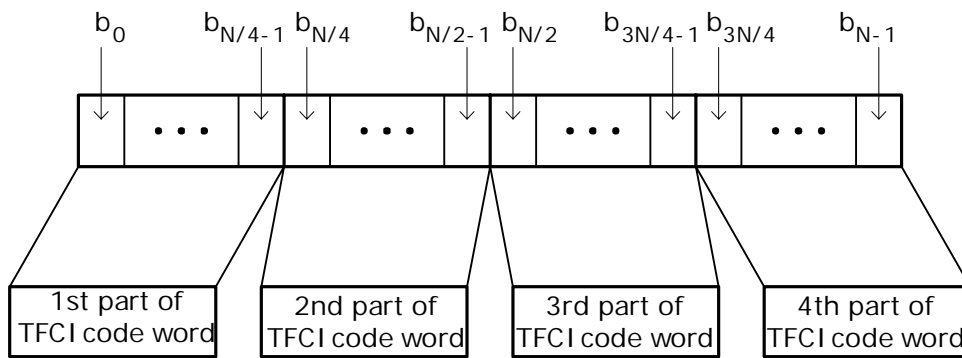 b0 bN/4-1 bN/4 bN/2-1 bN/2 b3N/4-1 b3N/4 bN-1
1st part of
TFCI code word
2nd part of
TFCI code word
3rd part of
TFCI code word
4th part of
TFCI code word